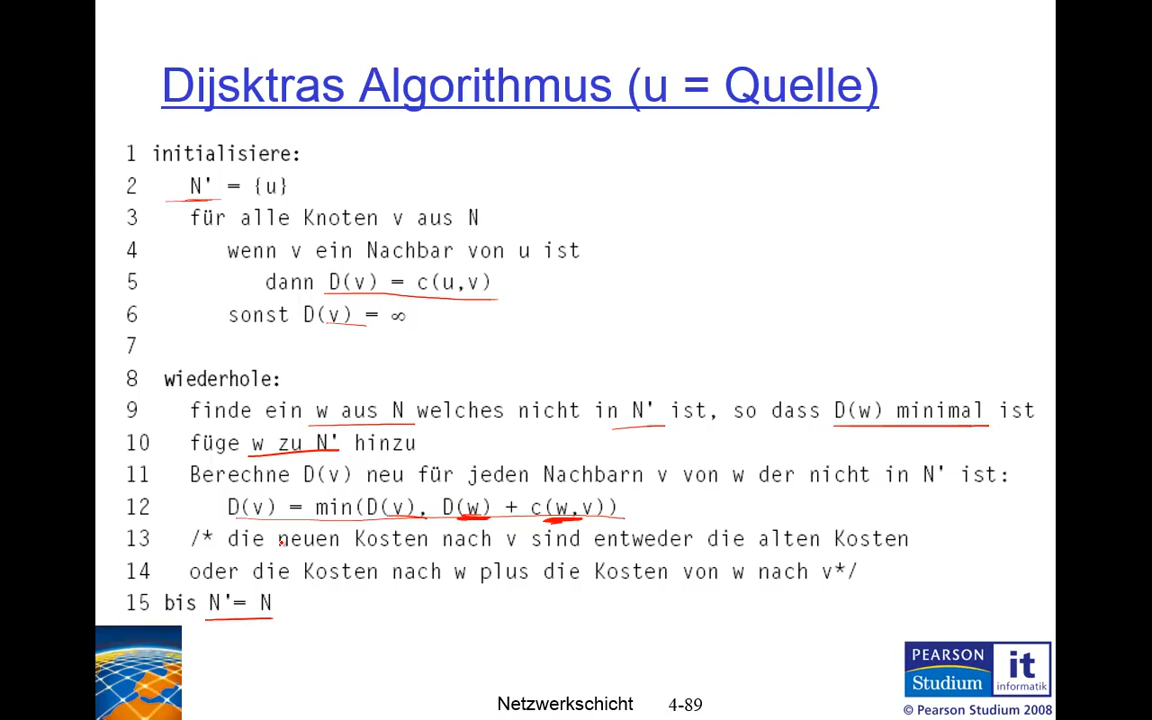 Dijsktras Algorithmus (u = Quelle)
1 initialisiere:
2 N' = {u}
3 für alle Knoten v aus N
4 wenn v ein Nachbar von u ist
5 dann D(v) = c(u,v)
6 sonst D(v) = ∞
7
8 wiederhole:
9 finde ein w aus N welches nicht in N' ist, so dass D(w) minimal ist
10 füge w zu N' hinzu
11 Berechne D(v) neu für jeden Nachbarn v von w der nicht in N' ist:
12 D(v) = min(D(v), D(w) + c(w,v))
13 /* die neuen Kosten nach v sind entweder die alten Kosten
14 oder die Kosten nach w plus die Kosten von w nach v*/
15 bis N'= N
PEARSON
Studium
it
informatik
Netzwerkschicht 4-89
© Pearson Studium 2008